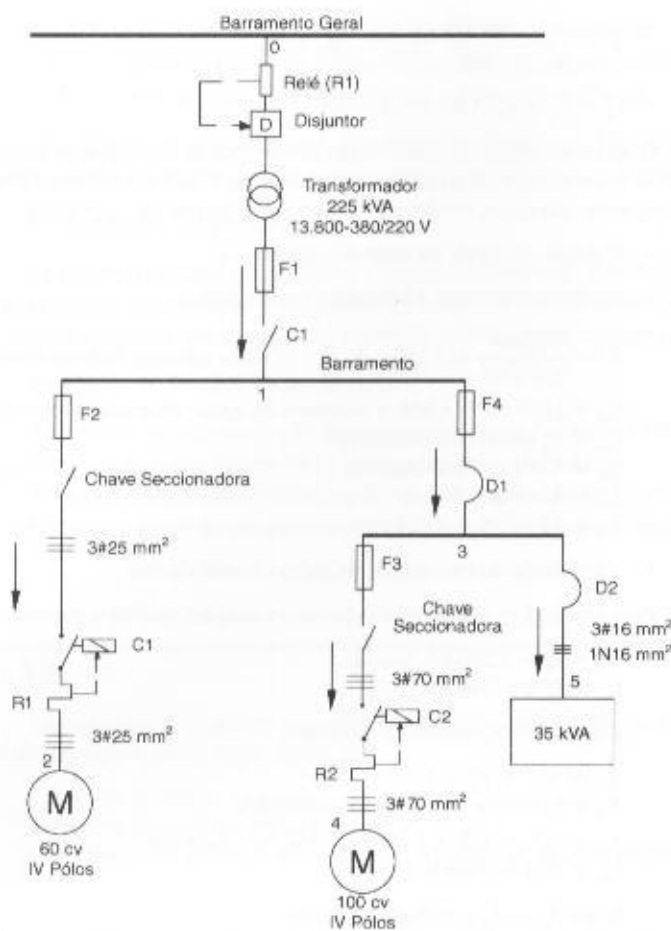 Barramento Geral
0
Relé (R1)
D
Disjuntor
Transformador
225 kVA
13.800-380/220 V
F1
C1
Barramento
1
F2
F4
Chave Seccionadora
D1
3#25 mm²
3
F3
D2
Chave
Seccionadora
3#16 mm²
1N16 mm²
C1
3#70 mm²
5
R1
C2
35 kVA
3#25 mm²
2
R2
M
3#70 mm²
4
60 cv
IV Pólos
M
100 cv
IV Pólos